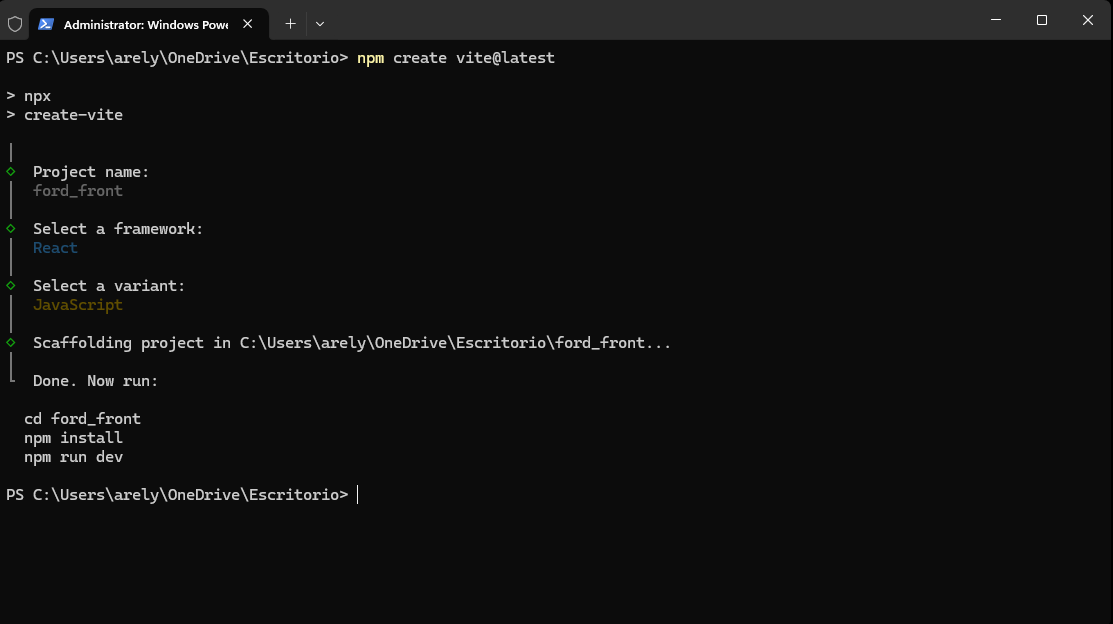 Administrator: Windows Pow
PS C:\Users\arely\OneDrive\Escritorio> npm create vite@latest
> npx
> create-vite
Project name:
ford_front
Select a framework:
React
Select a variant:
JavaScript
Scaffolding project in C:\Users\arely\OneDrive\Escritorio\ford_front...
Done. Now run:
cd ford_front
npm install
npm run dev
PS C:\Users\arely\OneDrive\Escritorio>